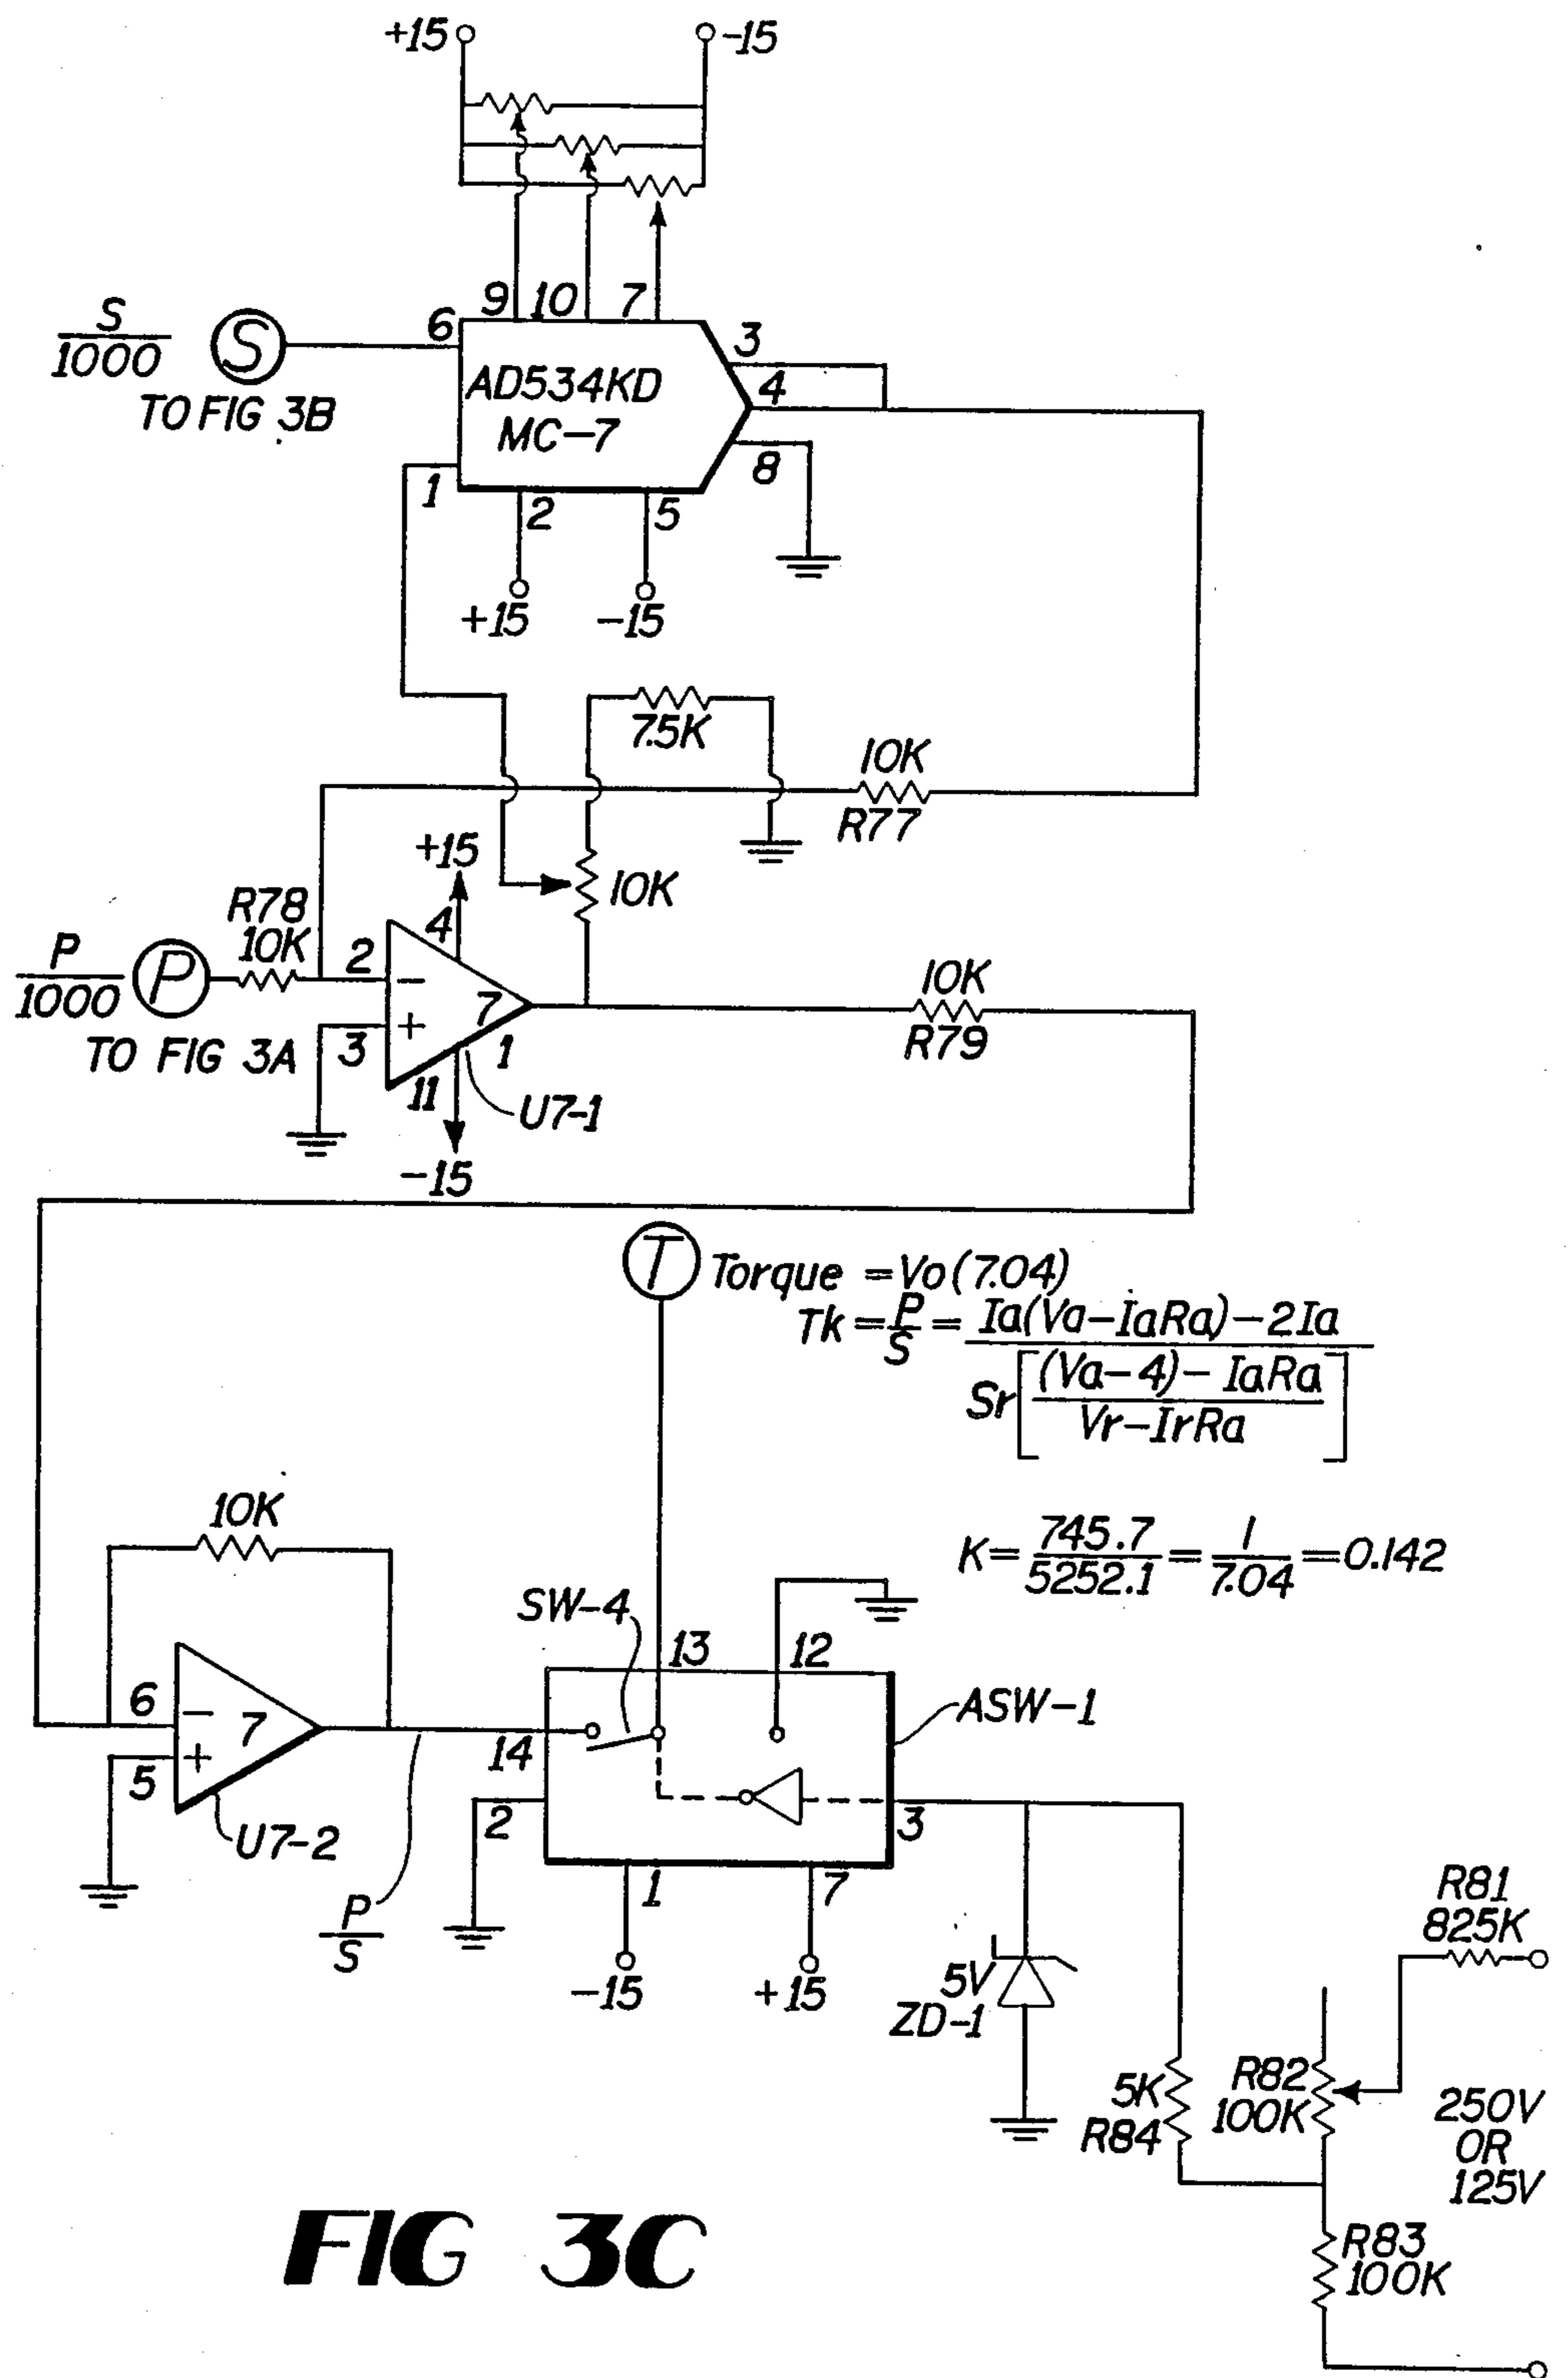 +15 -15
9 10 7
S/1000 S 6 3
AD534KD 4
TO FIG 3B MC-7
8
1 2 5
+15 -15
7.5K
10K
R77
+15
R78 4 10K
10K
P/1000 P 2 - 10K
7
3 + 1 R79
TO FIG 3A
11 U7-1
-15
T Torque = Vo (7.04)
Tk = P/S = Ia(Va-IaRa)-2Ia / Sr[(Va-4)-IaRa / Vr-IrRa]
10K
K = 745.7/5252.1 = 1/7.04 = 0.142
SW-4
13 12
6 - 7 ASW-1
+ 14
5 2 3
U7-2
1 7 R81
P/S 825K
-15 +15 5V
ZD-1
5K R82
R84 100K 250V
OR
125V
R83
100K
FIG 3C